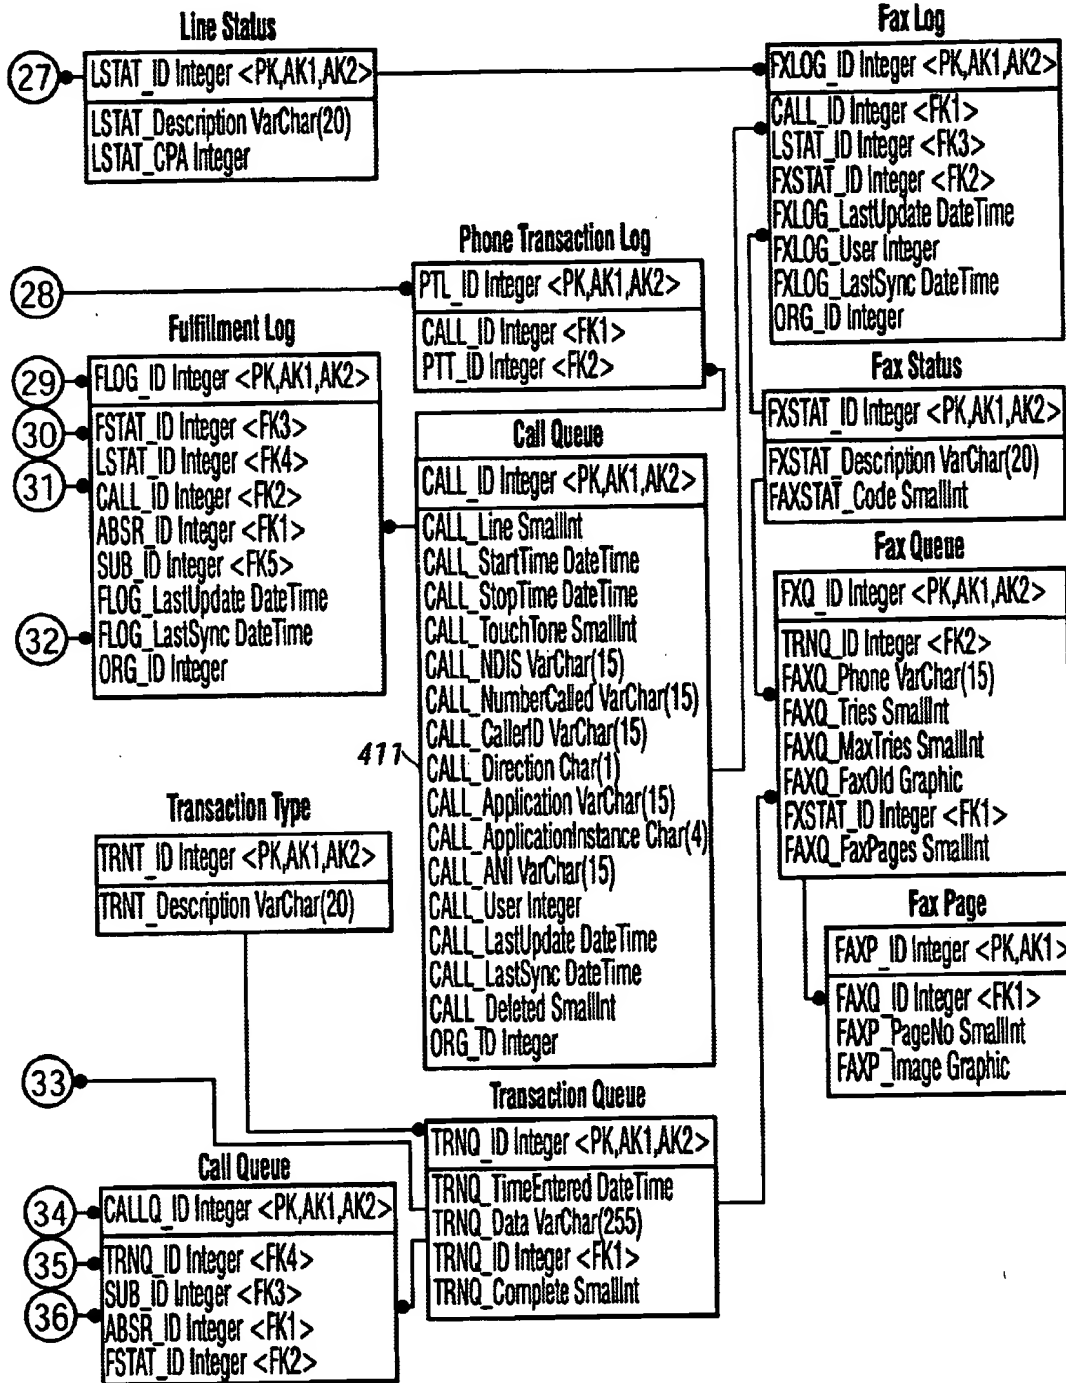 Line Status
27
LSTAT_ID Integer <PK,AK1,AK2>
LSTAT_Description VarChar(20)
LSTAT_CPA Integer
Fax Log
FXLOG_ID Integer <PK,AK1,AK2>
CALL_ID Integer <FK1>
LSTAT_ID Integer <FK3>
FXSTAT_ID Integer <FK2>
FXLOG_LastUpdate DateTime
FXLOG_User Integer
FXLOG_LastSync DateTime
ORG_ID Integer
Phone Transaction Log
28
PTL_ID Integer <PK,AK1,AK2>
CALL_ID Integer <FK1>
PTT_ID Integer <FK2>
Fulfillment Log
29
FLOG_ID Integer <PK,AK1,AK2>
30
FSTAT_ID Integer <FK3>
LSTAT_ID Integer <FK4>
31
CALL_ID Integer <FK2>
ABSR_ID Integer <FK1>
SUB_ID Integer <FK5>
FLOG_LastUpdate DateTime
32
FLOG_LastSync DateTime
ORG_ID Integer
Fax Status
FXSTAT_ID Integer <PK,AK1,AK2>
FXSTAT_Description VarChar(20)
FAXSTAT_Code SmallInt
Call Queue
CALL_ID Integer <PK,AK1,AK2>
CALL_Line SmallInt
CALL_StartTime DateTime
CALL_StopTime DateTime
CALL_TouchTone SmallInt
CALL_NDIS VarChar(15)
CALL_NumberCalled VarChar(15)
CALL_CallerID VarChar(15)
411
CALL_Direction Char(1)
CALL_Application VarChar(15)
CALL_ApplicationInstance Char(4)
CALL_ANI VarChar(15)
CALL_User Integer
CALL_LastUpdate DateTime
CALL_LastSync DateTime
CALL_Deleted SmallInt
ORG_ID Integer
Fax Queue
FXQ_ID Integer <PK,AK1,AK2>
TRNQ_ID Integer <FK2>
FAXQ_Phone VarChar(15)
FAXQ_Tries SmallInt
FAXQ_MaxTries SmallInt
FAXQ_FaxOld Graphic
FXSTAT_ID Integer <FK1>
FAXQ_FaxPages SmallInt
Transaction Type
TRNT_ID Integer <PK,AK1,AK2>
TRNT_Description VarChar(20)
Fax Page
FAXP_ID Integer <PK,AK1>
FAXQ_ID Integer <FK1>
FAXP_PageNo SmallInt
FAXP_Image Graphic
33
Transaction Queue
TRNQ_ID Integer <PK,AK1,AK2>
TRNQ_TimeEntered DateTime
TRNQ_Data VarChar(255)
TRNQ_ID Integer <FK1>
TRNQ_Complete SmallInt
Call Queue
34
CALLQ_ID Integer <PK,AK1,AK2>
35
TRNQ_ID Integer <FK4>
SUB_ID Integer <FK3>
36
ABSR_ID Integer <FK1>
FSTAT_ID Integer <FK2>